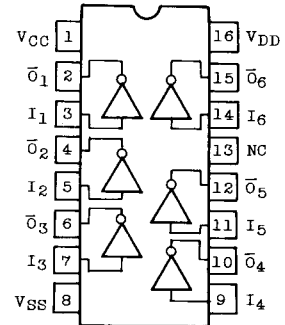 VCC 1 16 VDD
Ō1 2 15 Ō6
I1 3 14 I6
Ō2 4 13 NC
I2 5 12 Ō5
Ō3 6 11 I5
I3 7 10 Ō4
VSS 8 9 I4